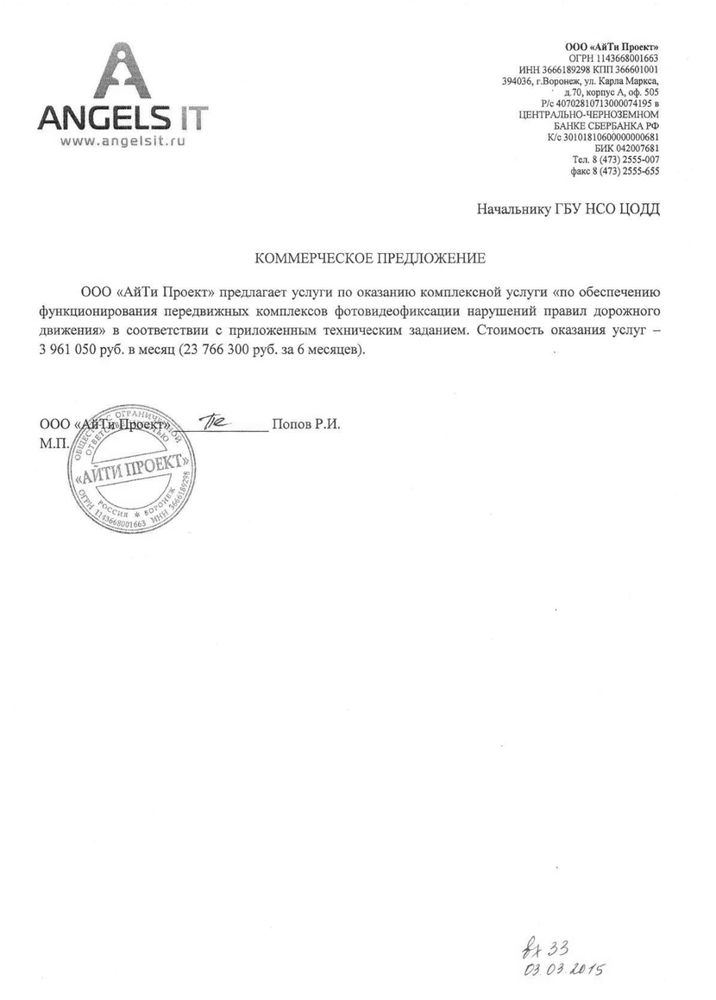 ANGELS IT
www.angelsit.ru
ООО «АйТи Проект»
ОГРН 1143668001663
ИНН 3666189298 КПП 366601001
394036, г.Воронеж, ул. Карла Маркса,
д.70, корпус А, оф. 505
Р/с 40702810713000074195 в
ЦЕНТРАЛЬНО-ЧЕРНОЗЕМНОМ
БАНКЕ СБЕРБАНКА РФ
К/с 30101810600000000681
БИК 042007681
Тел. 8 (473) 2555-007
факс 8 (473) 2555-655
Начальнику ГБУ НСО ЦОДД
КОММЕРЧЕСКОЕ ПРЕДЛОЖЕНИЕ
ООО «АйТи Проект» предлагает услуги по оказанию комплексной услуги «по обеспечению
функционирования передвижных комплексов фотовидеофиксации нарушений правил дорожного
движения» в соответствии с приложенным техническим заданием. Стоимость оказания услуг –
3 961 050 руб. в месяц (23 766 300 руб. за 6 месяцев).
ООО «АйТи Проект» ______________ Попов Р.И.
М.П.
ОБЩЕСТВО С ОГРАНИЧЕННОЙ
ОТВЕТСТВЕННОСТЬЮ
«АЙТИ ПРОЕКТ»
РОССИЯ * ВОРОНЕЖ
ОГРН 1143668001663 ИНН 3666189298
вх 33
03.03.2015